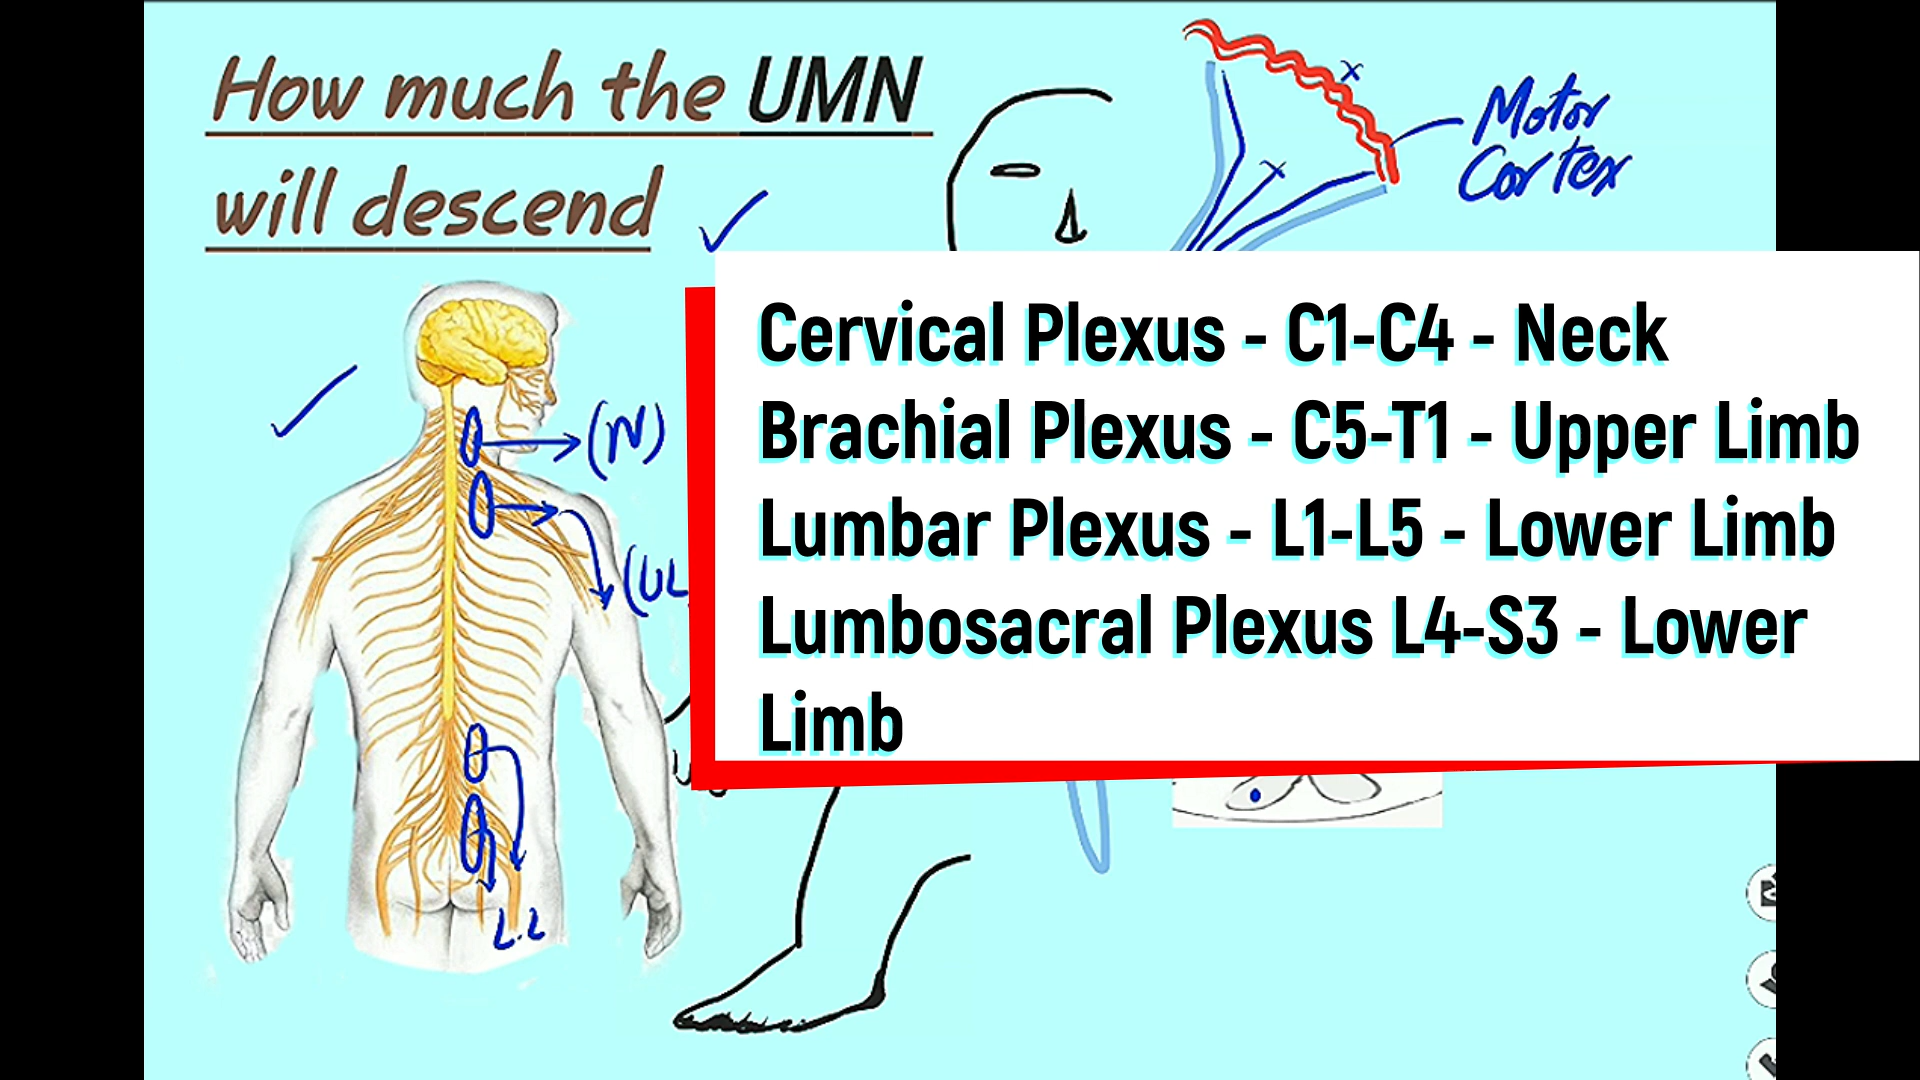 How much the UMN
will descend
Motor
Cortex
(N)
(UL
L.L
Cervical Plexus - C1-C4 - Neck
Brachial Plexus - C5-T1 - Upper Limb
Lumbar Plexus - L1-L5 - Lower Limb
Lumbosacral Plexus L4-S3 - Lower
Limb